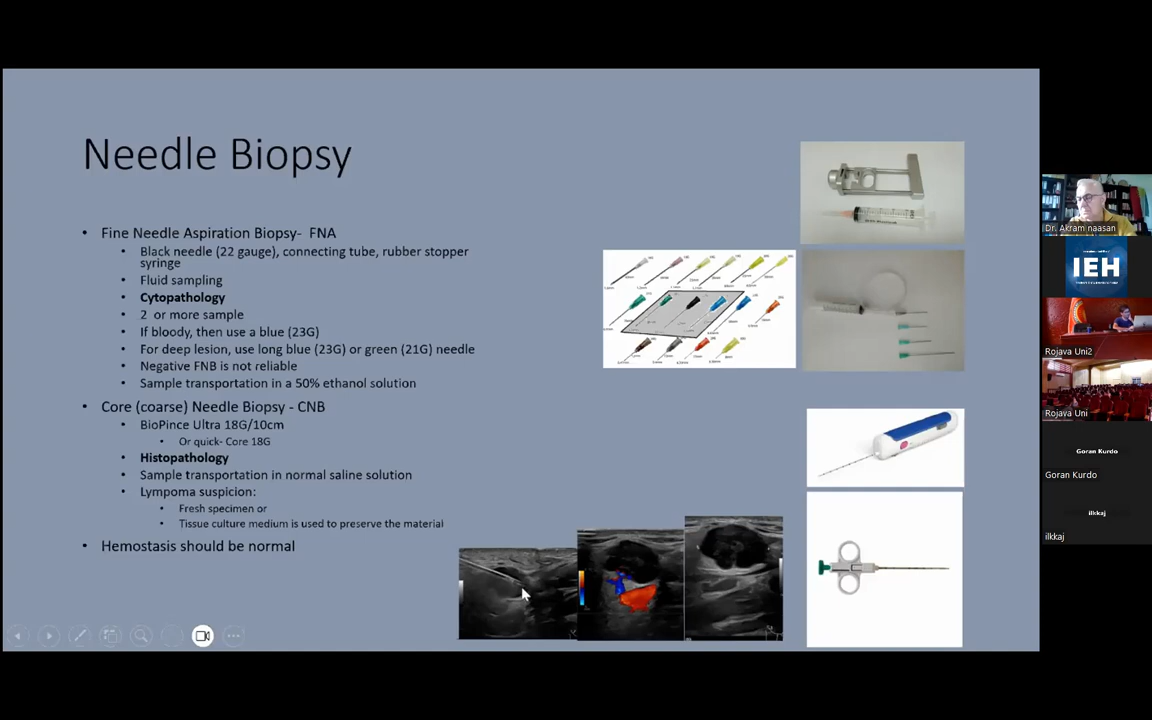 Needle Biopsy
Fine Needle Aspiration Biopsy- FNA
Black needle (22 gauge), connecting tube, rubber stopper
syringe
Fluid sampling
Cytopathology
2 or more sample
If bloody, then use a blue (23G)
For deep lesion, use long blue (23G) or green (21G) needle
Negative FNB is not reliable
Sample transportation in a 50% ethanol solution
Core (coarse) Needle Biopsy - CNB
BioPince Ultra 18G/10cm
Or quick- Core 18G
Histopathology
Sample transportation in normal saline solution
Lympoma suspicion:
Fresh specimen or
Tissue culture medium is used to preserve the material
Hemostasis should be normal
Dr. Akram naasan
IEH
Rojava Uni2
Rojava Uni
Goran Kurdo
Goran Kurdo
ilkkaj
ilkkaj